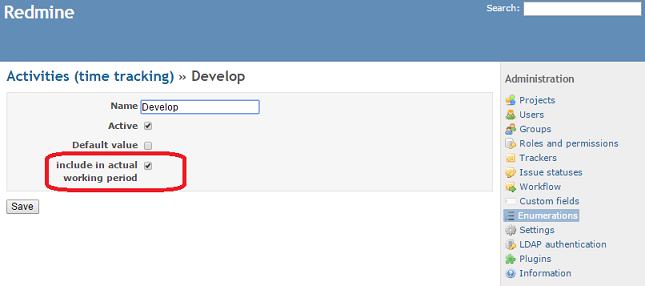 Redmine
Search:
Activities (time tracking) » Develop
Name Develop
Active
Default value
include in actual
working period
Save
Administration
Projects
Users
Groups
Roles and permissions
Trackers
Issue statuses
Workflow
Custom fields
Enumerations
Settings
LDAP authentication
Plugins
Information